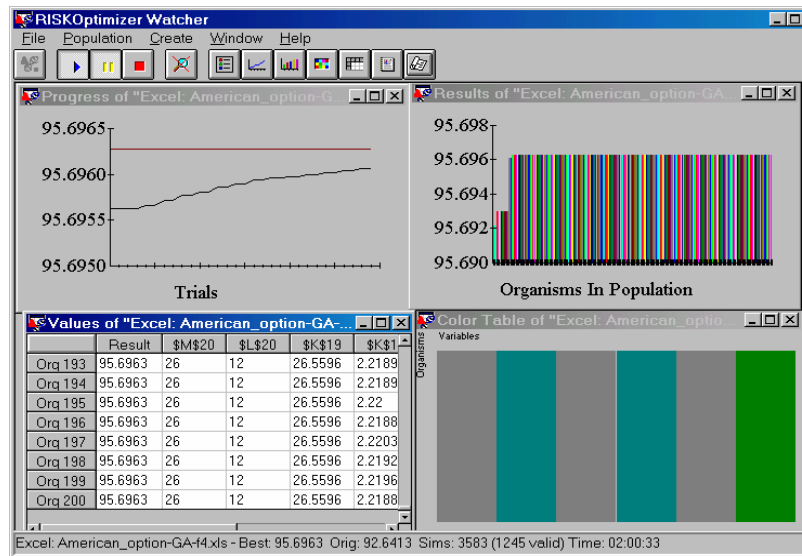 RISKOptimizer Watcher
File Population Create Window Help
Progress of "Excel: American_option-G...
95.6965
95.6960
95.6955
95.6950
Trials
Results of "Excel: American_option-GA...
95.698
95.696
95.694
95.692
95.690
Organisms In Population
Values of "Excel: American_option-GA-...
Result $M$20 $L$20 $K$19 $K$1
Org 193 95.6963 26 12 26.5596 2.2189
Org 194 95.6963 26 12 26.5596 2.2189
Org 195 95.6963 26 12 26.5596 2.22
Org 196 95.6963 26 12 26.5596 2.2188
Org 197 95.6963 26 12 26.5596 2.2203
Org 198 95.6963 26 12 26.5596 2.2192
Org 199 95.6963 26 12 26.5596 2.2196
Org 200 95.6963 26 12 26.5596 2.2188
Color Table of "Excel: American_optio...
Variables
Organisms
Excel: American_option-GA-f4.xls - Best: 95.6963 Orig: 92.6413 Sims: 3583 (1245 valid) Time: 02:00:33